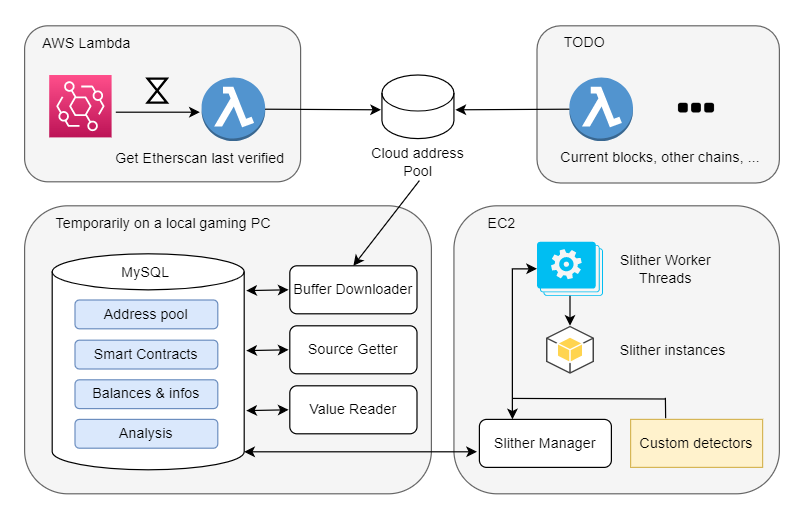 AWS Lambda
Get Etherscan last verified
Cloud address
Pool
TODO
Current blocks, other chains, ...
Temporarily on a local gaming PC
MySQL
Address pool
Smart Contracts
Balances & infos
Analysis
Buffer Downloader
Source Getter
Value Reader
EC2
Slither Worker
Threads
Slither instances
Slither Manager
Custom detectors